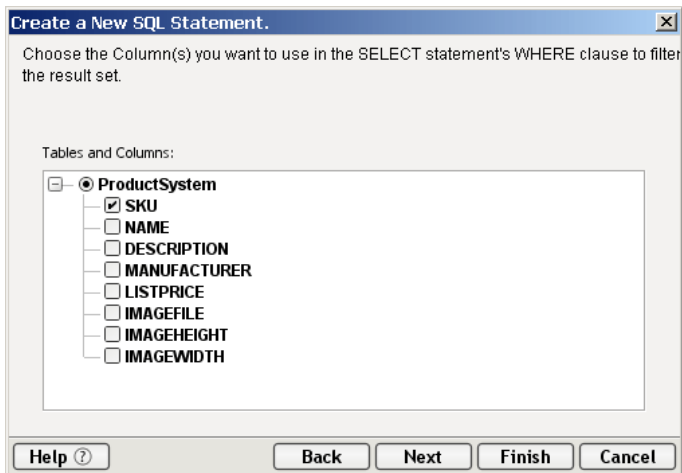 Create a New SQL Statement.
Choose the Column(s) you want to use in the SELECT statement's WHERE clause to filter
the result set.
Tables and Columns:
ProductSystem
SKU
NAME
DESCRIPTION
MANUFACTURER
LISTPRICE
IMAGEFILE
IMAGEHEIGHT
IMAGEWIDTH
Help ?
Back Next Finish Cancel